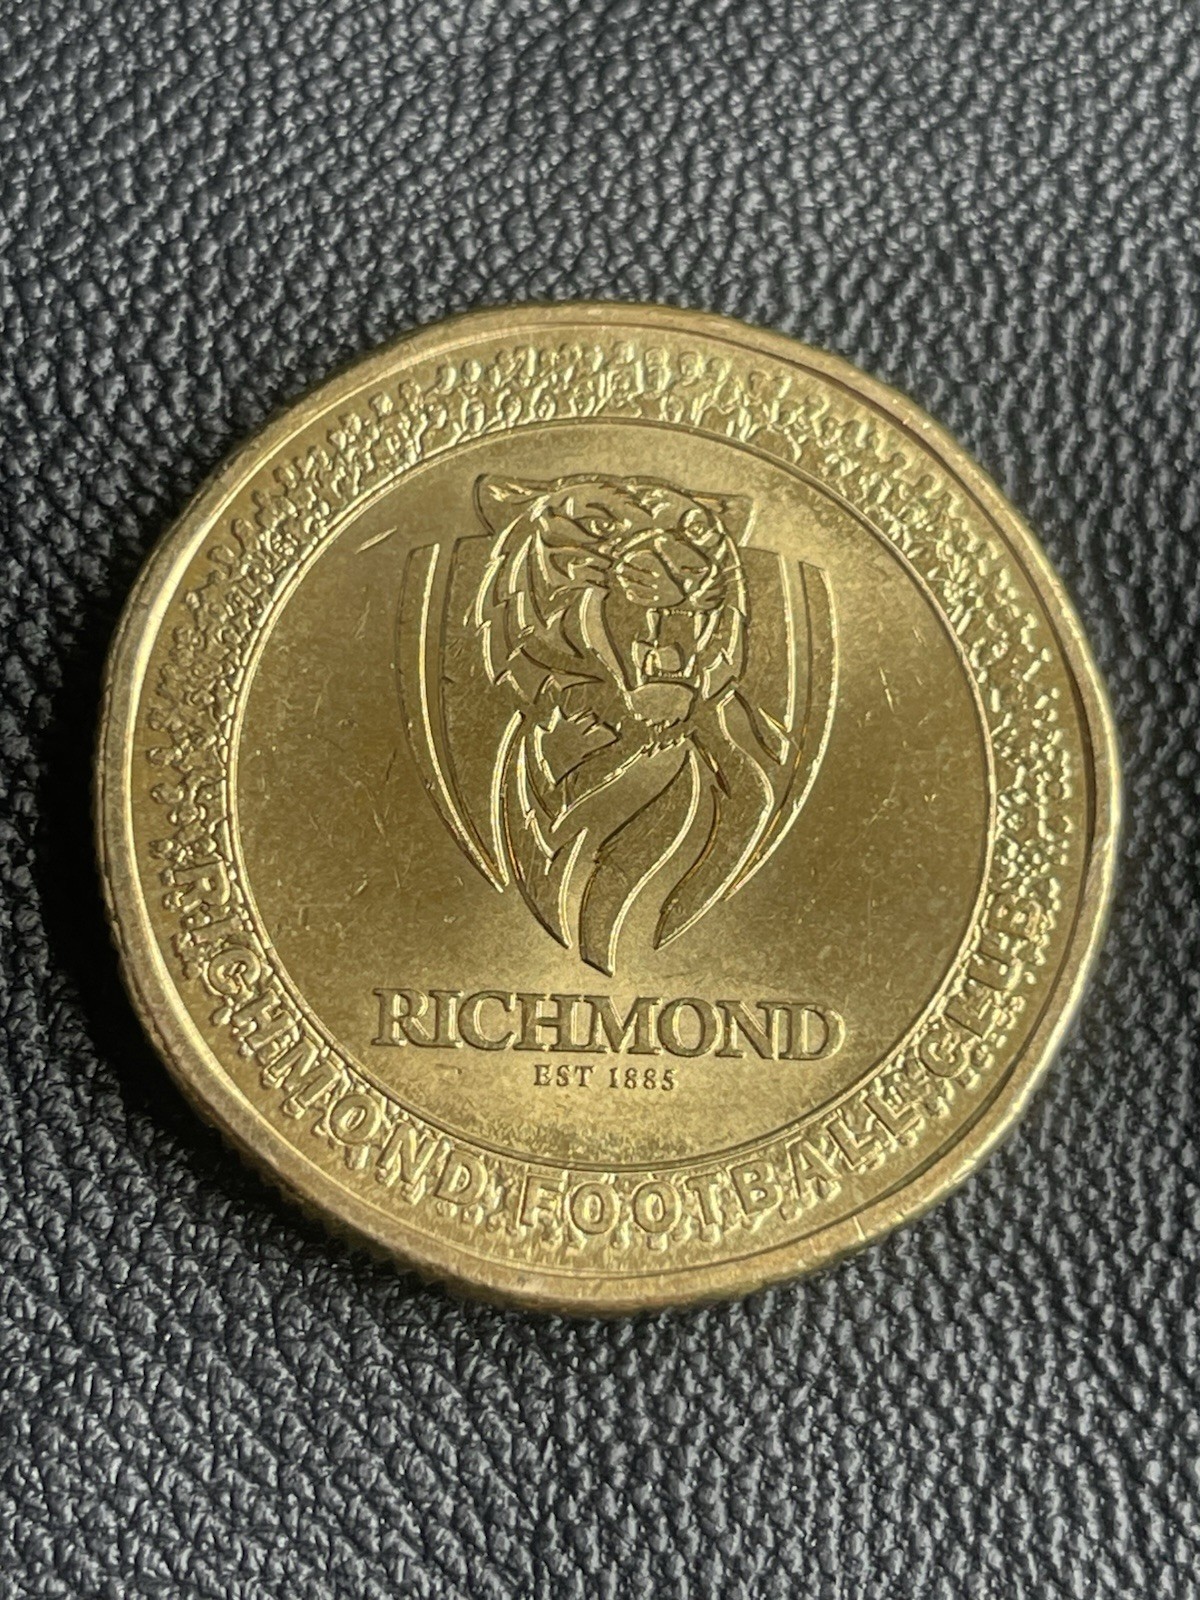 RICHMOND
EST 1885
RICHMOND FOOTBALL CLUB